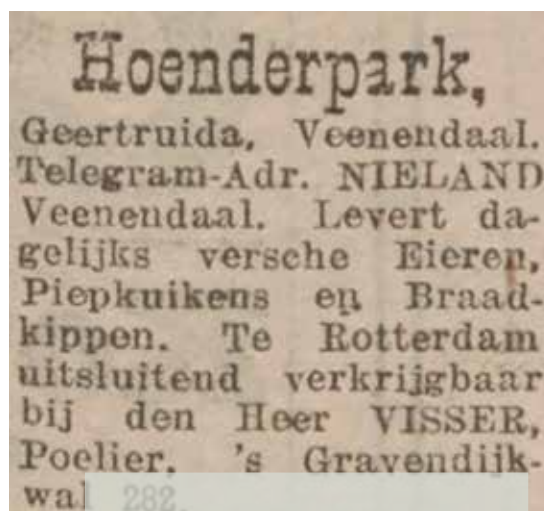 Hoenderpark,
Geertruida, Veenendaal.
Telegram-Adr. NIELAND
Veenendaal. Levert da-
gelijks versche Eieren,
Piepkuikens en Braad-
kippen. Te Rotterdam
uitsluitend verkrijgbaar
bij den Heer VISSER,
Poelier, 's Gravendijk-
wal 282